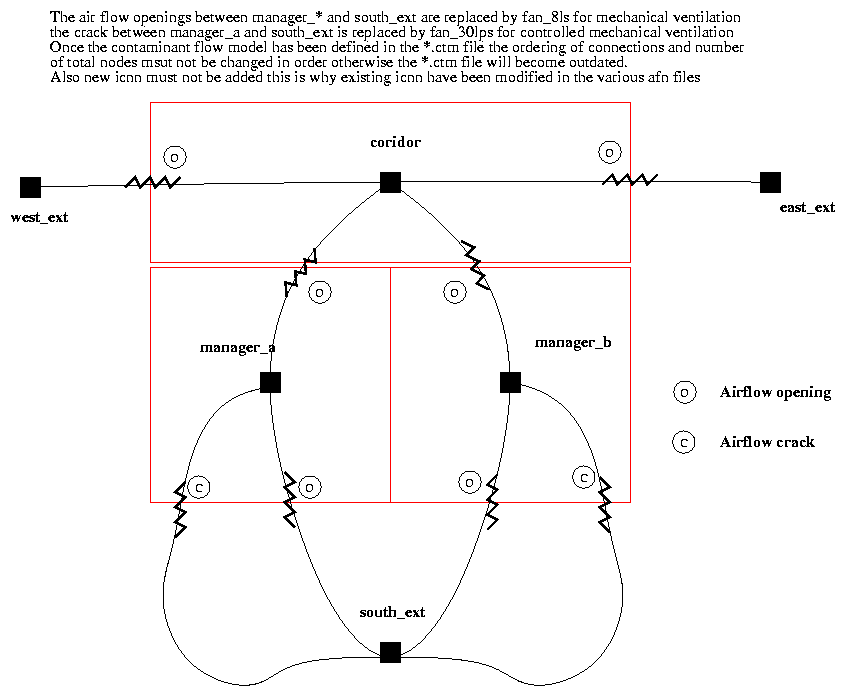 The air flow openings between manager_* and south_ext are replaced by fan_8ls for mechanical ventilation
the crack between manager_a and south_ext is replaced by fan_30lps for controlled mechanical ventilation
Once the contaminant flow model has been defined in the *.ctm file the ordering of connections and number
of total nodes msut not be changed in order otherwise the *.ctm file will become outdated.
Also new icnn must not be added this is why existing icnn have been modified in the various afn files
coridor
o
o
west_ext
east_ext
o
o
manager_a
manager_b
o Airflow opening
c Airflow crack
c
o
o
c
south_ext